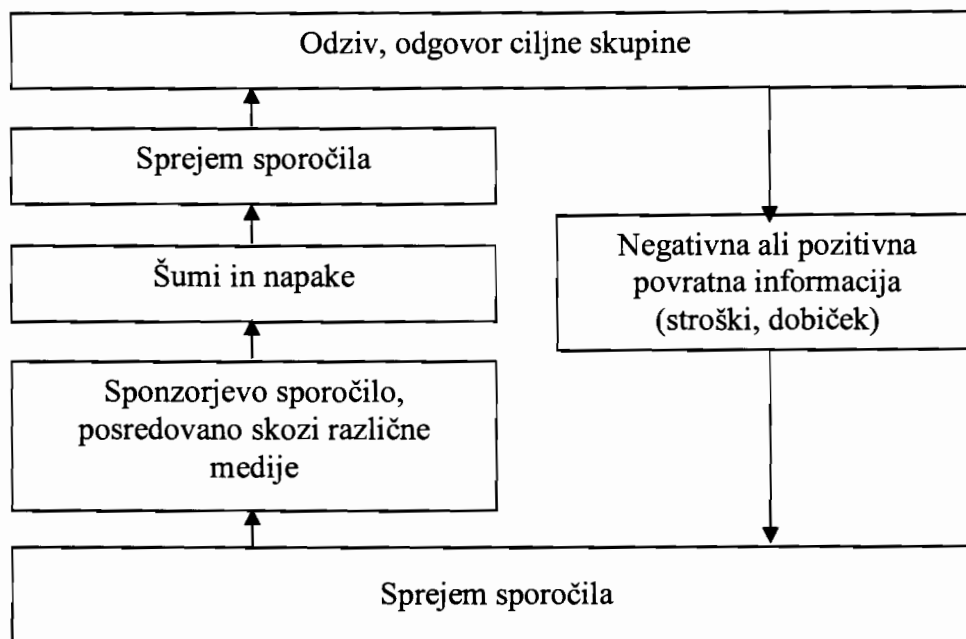 Odziv, odgovor ciljne skupine
Sprejem sporočila
Šumi in napake
Negativna ali pozitivna
povratna informacija
(stroški, dobiček)
Sponzorjevo sporočilo,
posredovano skozi različne
medije
Sprejem sporočila